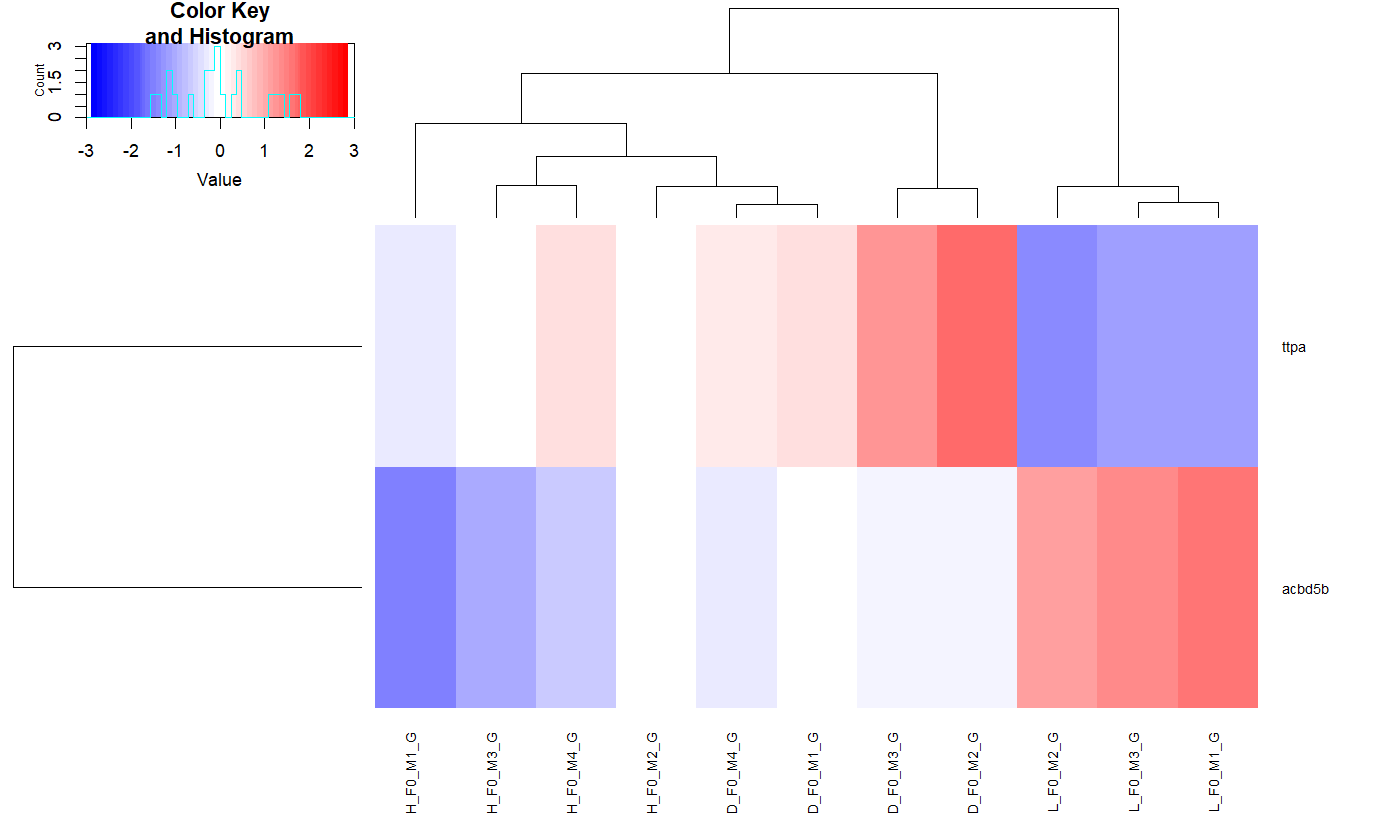 Color Key
and Histogram
Count
0 1.5 3
-3 -2 -1 0 1 2 3
Value
ttpa
acbd5b
H_F0_M1_G
H_F0_M3_G
H_F0_M4_G
H_F0_M2_G
D_F0_M4_G
D_F0_M1_G
D_F0_M3_G
D_F0_M2_G
L_F0_M2_G
L_F0_M3_G
L_F0_M1_G